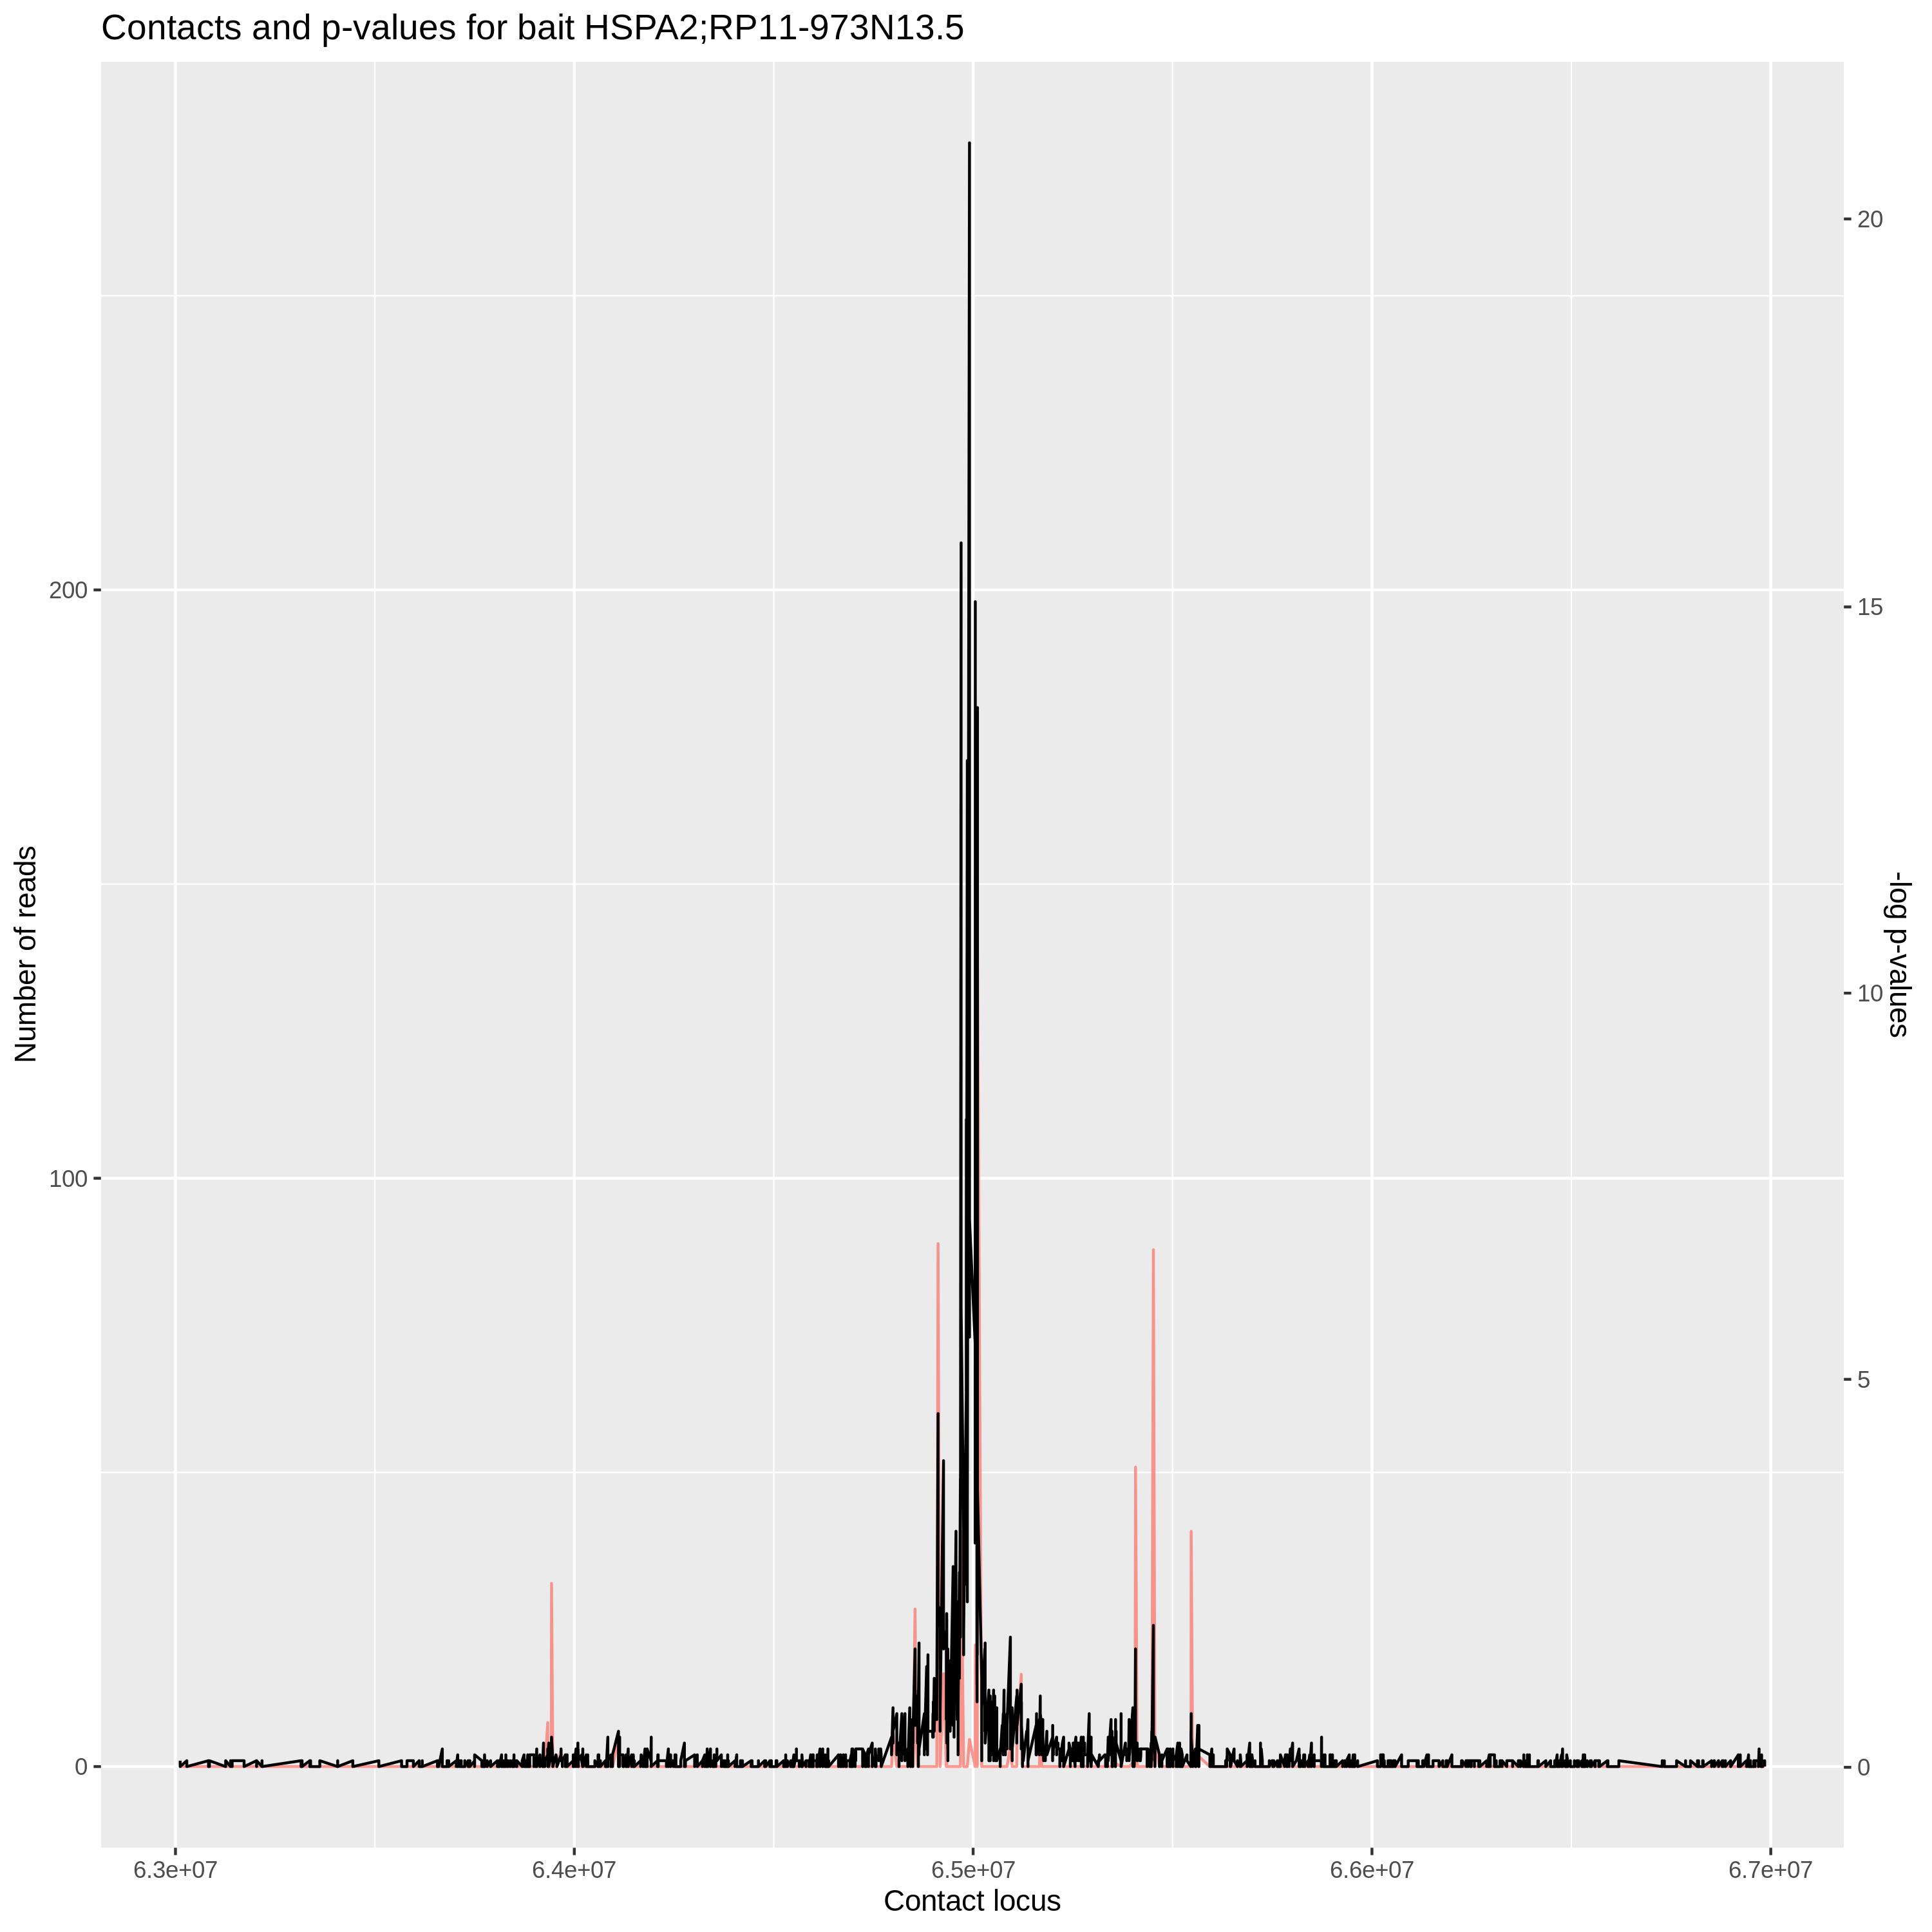 Contacts and p-values for bait HSPA2;RP11-973N13.5
20
200
15
Number of reads
-log p-values
10
100
5
0
0
6.3e+07
6.4e+07
6.5e+07
6.6e+07
6.7e+07
Contact locus